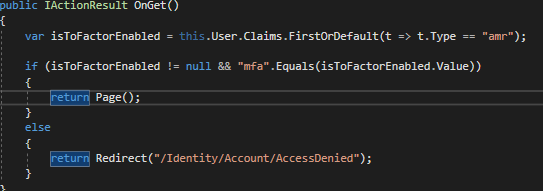 public IActionResult OnGet()
{
var isToFactorEnabled = this.User.Claims.FirstOrDefault(t => t.Type == "amr");
if (isToFactorEnabled != null && "mfa".Equals(isToFactorEnabled.Value))
{
return Page();
}
else
{
return Redirect("/Identity/Account/AccessDenied");
}
}